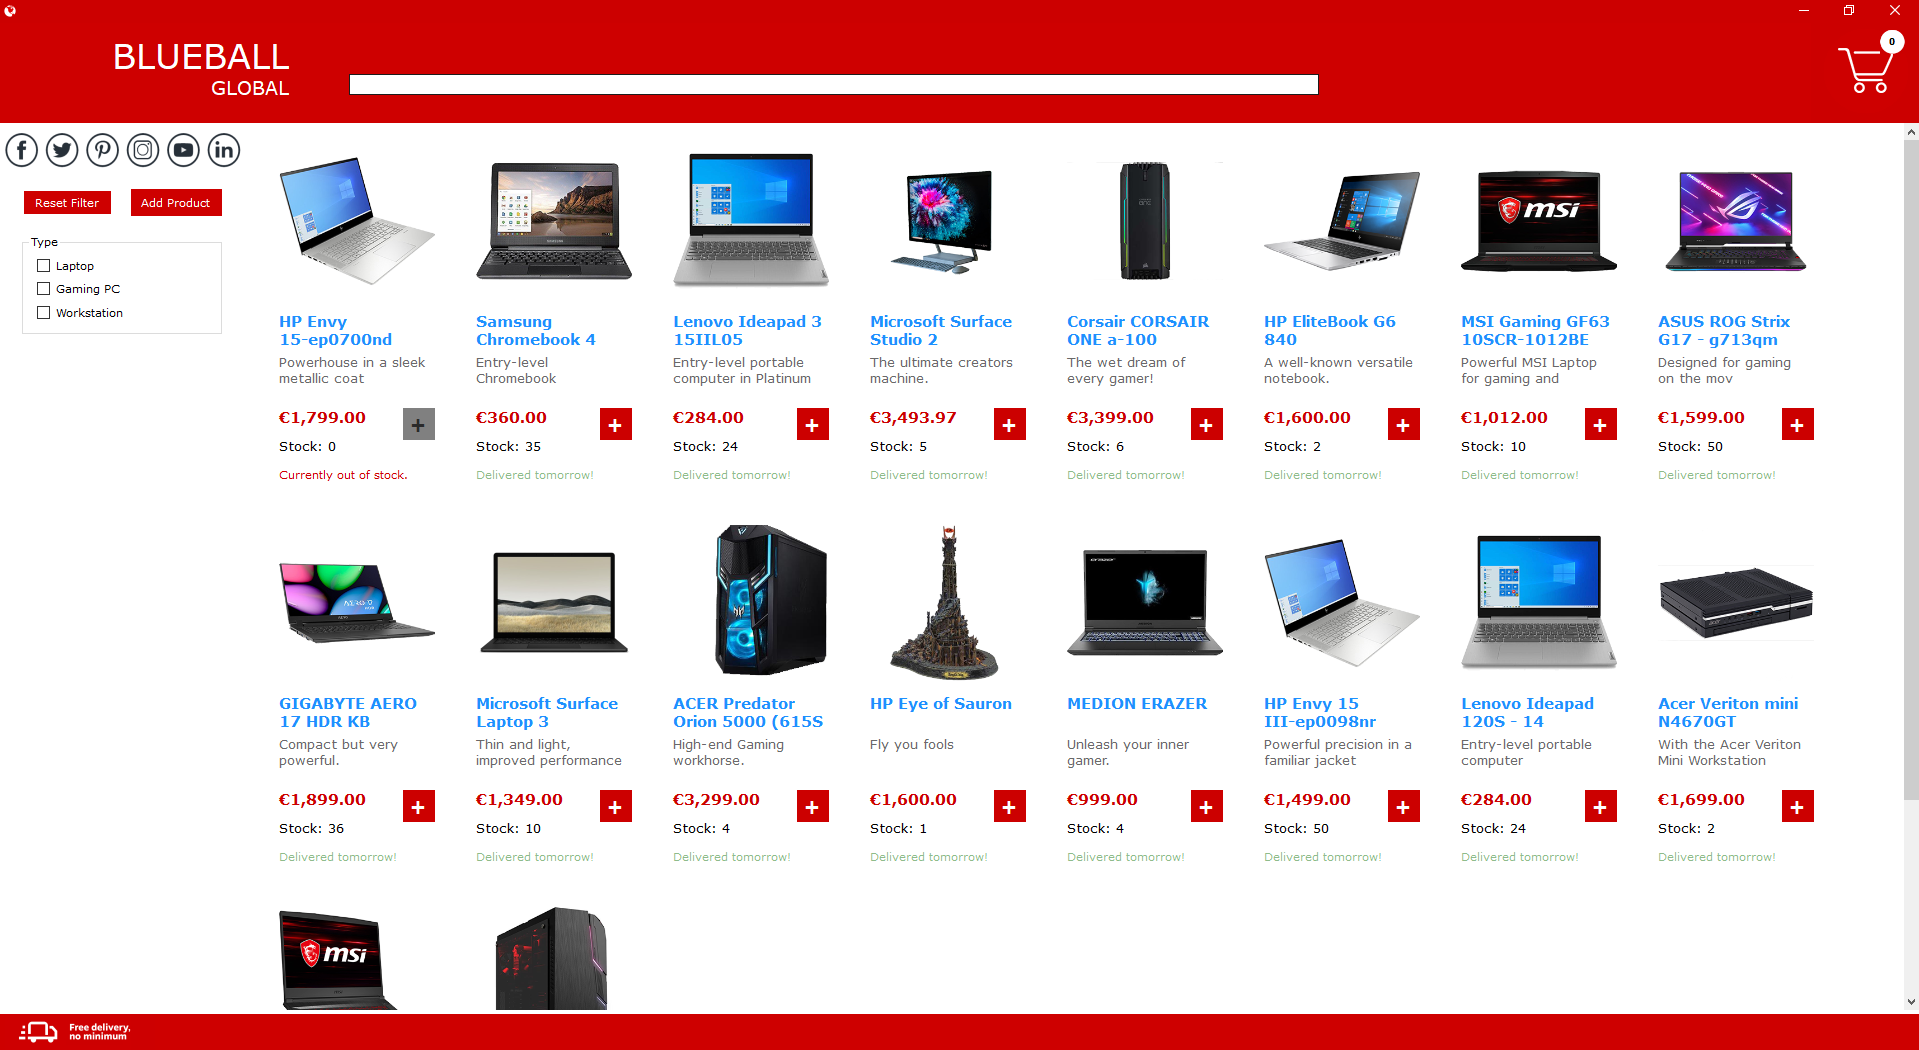 BLUEBALL
GLOBAL
0
Reset Filter
Add Product
Type
Laptop
Gaming PC
Workstation
HP Envy
15-ep0700nd
Powerhouse in a sleek
metallic coat
€1,799.00
+
Stock: 0
Currently out of stock.
Samsung
Chromebook 4
Entry-level
Chromebook
€360.00
+
Stock: 35
Delivered tomorrow!
Lenovo Ideapad 3
15IIL05
Entry-level portable
computer in Platinum
€284.00
+
Stock: 24
Delivered tomorrow!
Microsoft Surface
Studio 2
The ultimate creators
machine.
€3,493.97
+
Stock: 5
Delivered tomorrow!
Corsair CORSAIR
ONE a-100
The wet dream of
every gamer!
€3,399.00
+
Stock: 6
Delivered tomorrow!
HP EliteBook G6
840
A well-known versatile
notebook.
€1,600.00
+
Stock: 2
Delivered tomorrow!
msi
MSI Gaming GF63
10SCR-1012BE
Powerful MSI Laptop
for gaming and
€1,012.00
+
Stock: 10
Delivered tomorrow!
ASUS ROG Strix
G17 - g713qm
Designed for gaming
on the mov
€1,599.00
+
Stock: 50
Delivered tomorrow!
GIGABYTE AERO
17 HDR KB
Compact but very
powerful.
€1,899.00
+
Stock: 36
Delivered tomorrow!
Microsoft Surface
Laptop 3
Thin and light,
improved performance
€1,349.00
+
Stock: 10
Delivered tomorrow!
ACER Predator
Orion 5000 (615S
High-end Gaming
workhorse.
€3,299.00
+
Stock: 4
Delivered tomorrow!
HP Eye of Sauron
Fly you fools
€1,600.00
+
Stock: 1
Delivered tomorrow!
MEDION ERAZER
Unleash your inner
gamer.
€999.00
+
Stock: 4
Delivered tomorrow!
HP Envy 15
III-ep0098nr
Powerful precision in a
familiar jacket
€1,499.00
+
Stock: 50
Delivered tomorrow!
Lenovo Ideapad
120S - 14
Entry-level portable
computer
€284.00
+
Stock: 24
Delivered tomorrow!
Acer Veriton mini
N4670GT
With the Acer Veriton
Mini Workstation
€1,699.00
+
Stock: 2
Delivered tomorrow!
msi
Free delivery,
no minimum